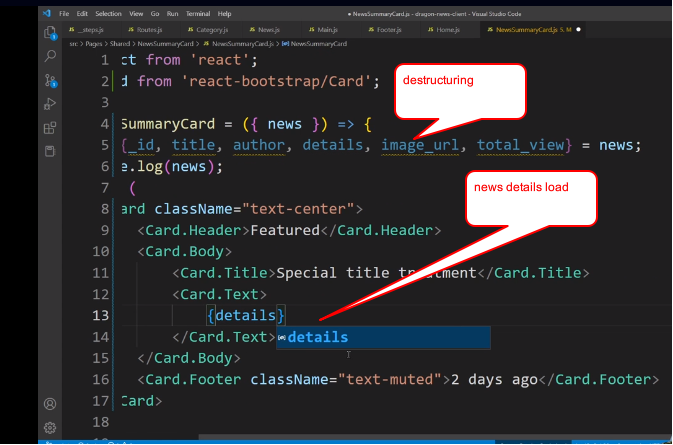 File Edit Selection View Go Run Terminal Help
● NewsSummaryCard.js - dragon-news-client - Visual Studio Code
JS _steps.js JS Routes.js JS Category.js JS News.js JS Main.js JS Footer.js JS Home.js JS NewsSummaryCard.js 5, M ●
src > Pages > Shared > NewsSummaryCard > JS NewsSummaryCard.js > NewsSummaryCard
1 ct from 'react';
2 d from 'react-bootstrap/Card';
destructuring
4 SummaryCard = ({ news }) => {
5 {_id, title, author, details, image_url, total_view} = news;
6 e.log(news);
7 (
news details load
8 ard className="text-center">
9 <Card.Header>Featured</Card.Header>
10 <Card.Body>
11 <Card.Title>Special title treatment</Card.Title>
12 <Card.Text>
13 {details}
14 </Card.Text>
details
15 </Card.Body>
16 <Card.Footer className="text-muted">2 days ago</Card.Footer>
17 Card>
18